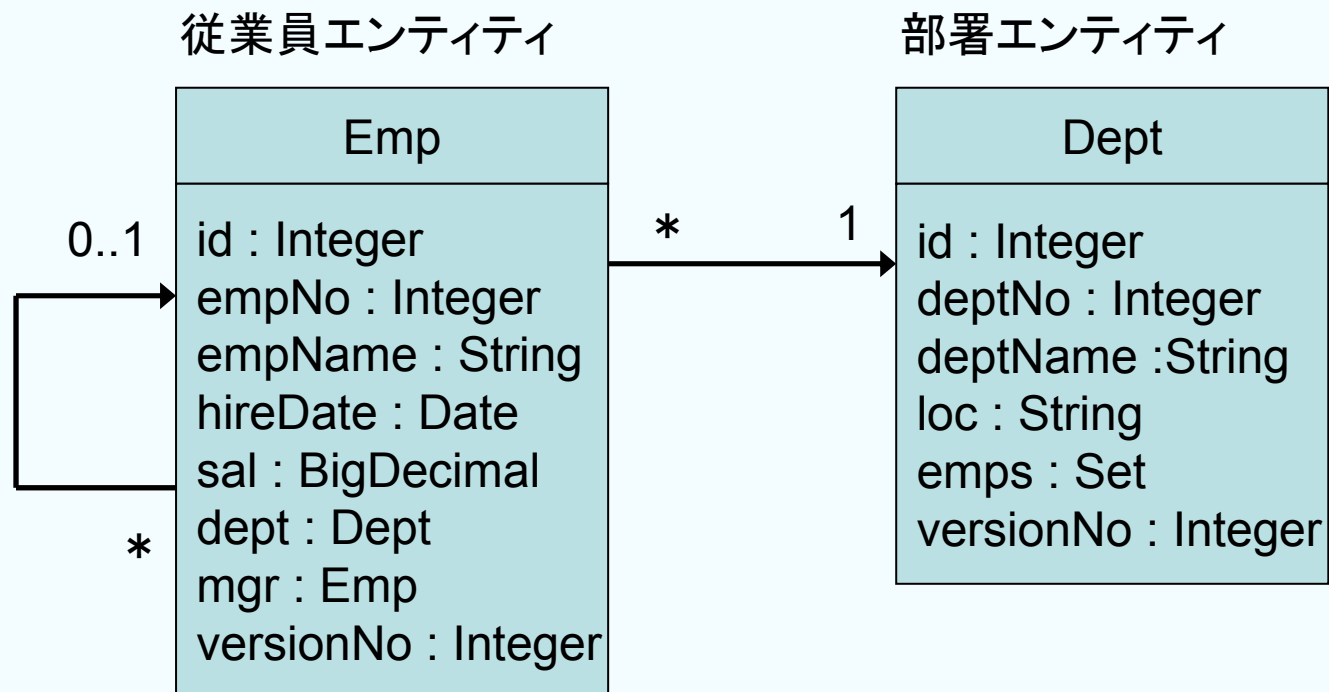 従業員エンティティ
部署エンティティ
Emp
id : Integer
empNo : Integer
empName : String
hireDate : Date
sal : BigDecimal
dept : Dept
mgr : Emp
versionNo : Integer
0..1
*
*
1
Dept
id : Integer
deptNo : Integer
deptName :String
loc : String
emps : Set
versionNo : Integer